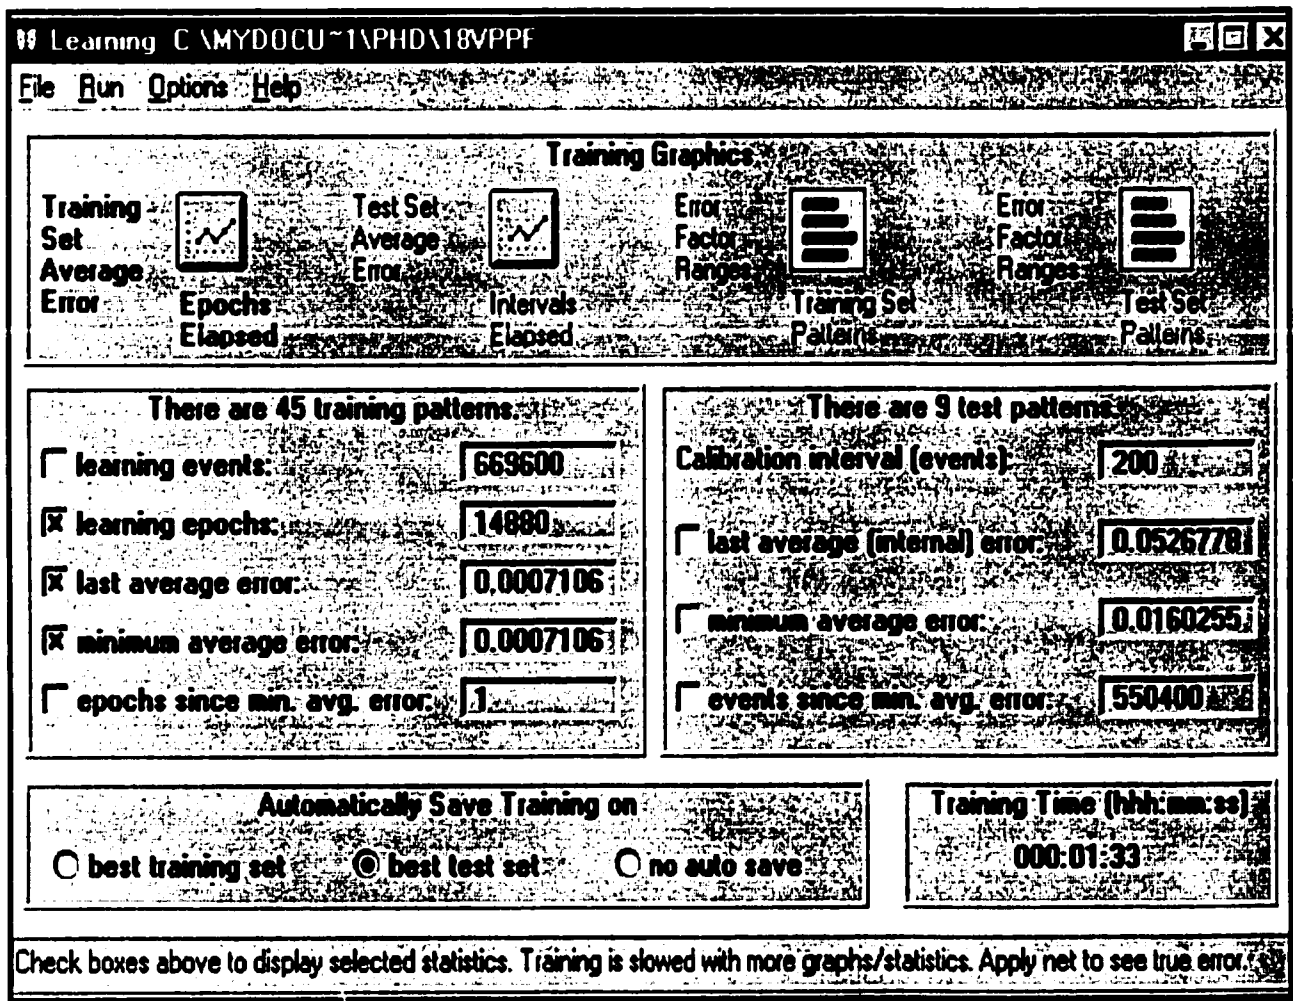 Learning C:\MYDOCU~1\PHD\18VPPF
File Run Options Help
Training Graphics
Training Set Average Error
Epochs Elapsed
Test Set Average Error
Intervals Elapsed
Error Factor Ranges
Training Set Patterns
Error Factor Ranges
Test Set Patterns
There are 45 training patterns.
learning events: 669600
learning epochs: 14880
last average error: 0.0007106
minimum average error: 0.0007106
epochs since min. avg. error: 1
There are 9 test patterns.
Calibration interval (events): 200
last average (internal) error: 0.0526778
minimum average error: 0.0160255
events since min. avg. error: 550400
Automatically Save Training on
best training set best test set no auto save
Training Time (hhh:mm:ss)
000:01:33
Check boxes above to display selected statistics. Training is slowed with more graphs/statistics. Apply net to see true error.